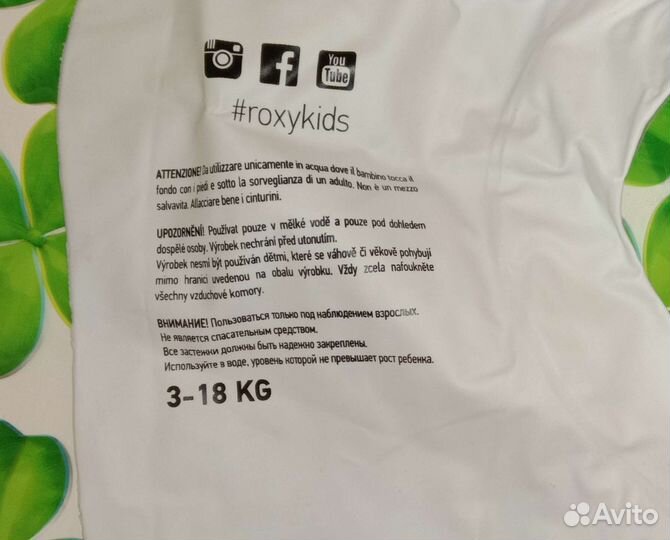 You
Tube
#roxykids
ATTENZIONE! Da utilizzare unicamente in acqua dove il bambino tocca il
fondo con i piedi e sotto la sorveglianza di un adulto. Non è un mezzo
salvavita. Allacciare bene i cinturini.
UPOZORNĚNÍ! Používat pouze v mělké vodě a pouze pod dohledem
dospělé osoby. Výrobek nechrání před utonutím.
Výrobek nesmí být používán dětmi, které se váhově či věkově pohybují
mimo hranici uvedenou na obalu výrobku. Vždy zcela nafoukněte
všechny vzduchové komory.
ВНИМАНИЕ! Пользоваться только под наблюдением взрослых.
Не является спасательным средством.
Все застежки должны быть надежно закреплены.
Используйте в воде, уровень которой не превышает рост ребенка.
3-18 KG
Avito